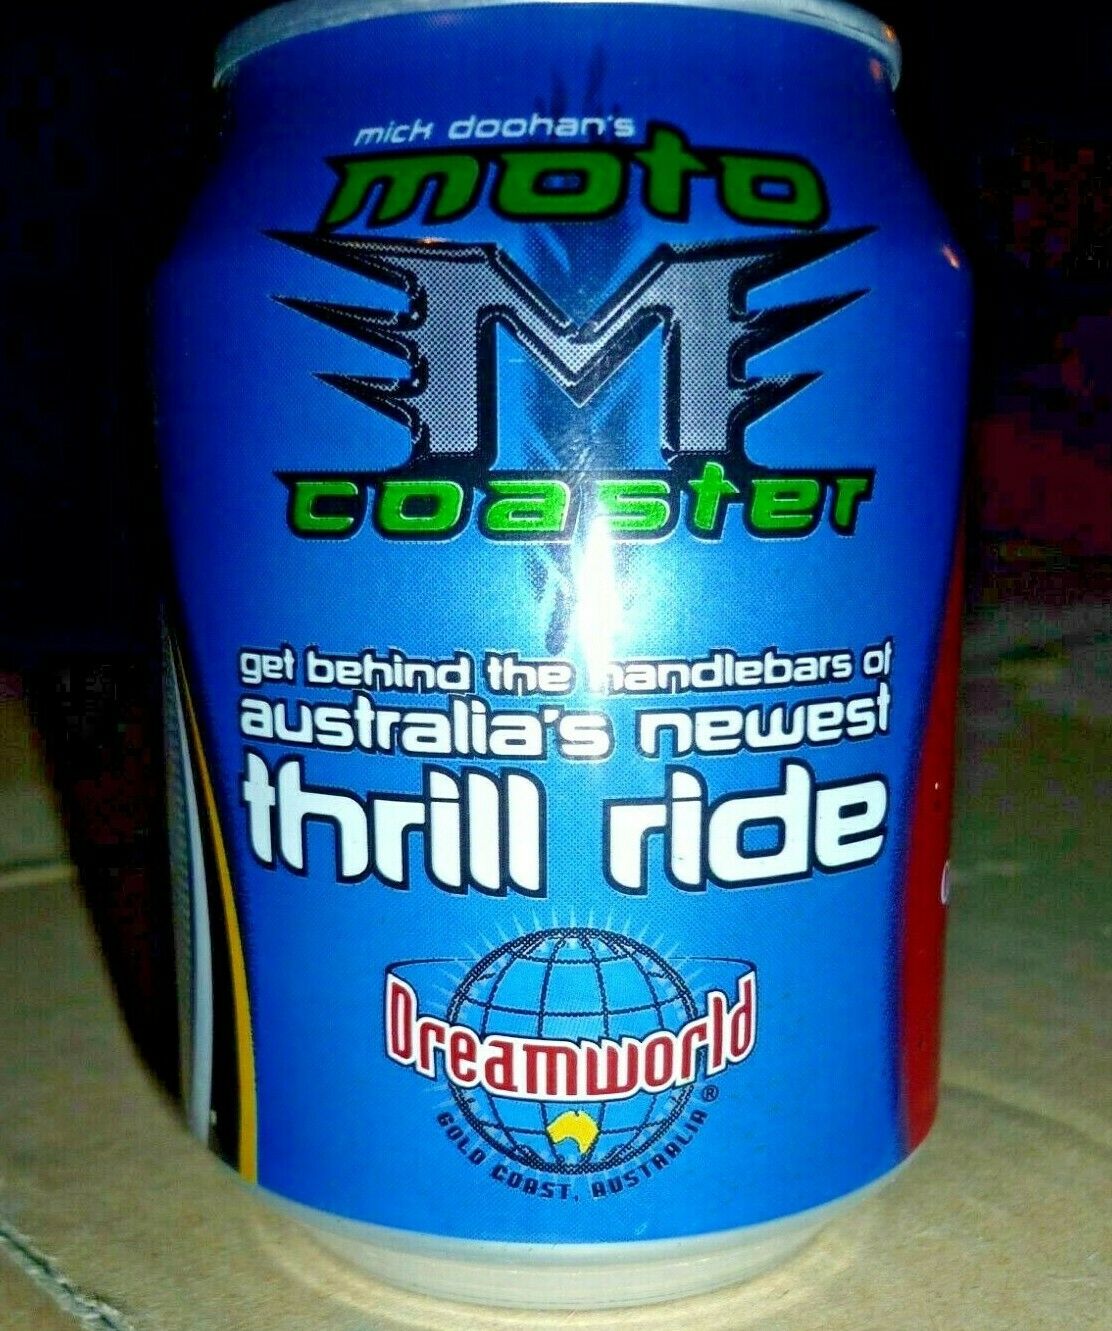 mick doohan's
moto
M
coaster
get behind the handlebars of
australia's newest
thrill ride
Dreamworld
®
GOLD COAST, AUSTRALIA